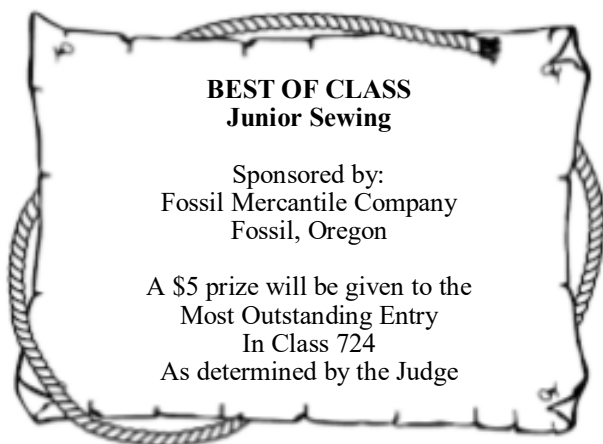 BEST OF CLASS
Junior Sewing
Sponsored by:
Fossil Mercantile Company
Fossil, Oregon
A $5 prize will be given to the
Most Outstanding Entry
In Class 724
As determined by the Judge